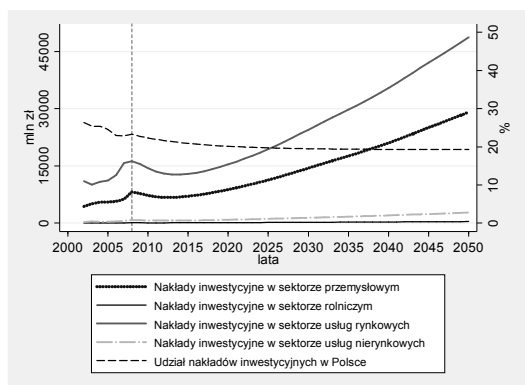 45000
30000
15000
0
mln zł
50
40
30
20
10
0
%
2000 2005 2010 2015 2020 2025 2030 2035 2040 2045 2050
lata
Nakłady inwestycyjne w sektorze przemysłowym
Nakłady inwestycyjne w sektorze rolniczym
Nakłady inwestycyjne w sektorze usług rynkowych
Nakłady inwestycyjne w sektorze usług nierynkowych
Udział nakładów inwestycyjnych w Polsce